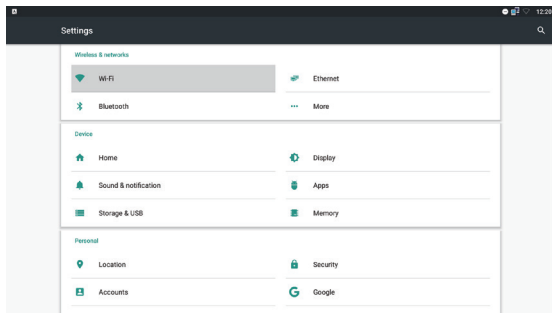 12:20
Settings
Wireless & networks
Wi-Fi
Ethernet
Bluetooth
More
Device
Home
Display
Sound & notification
Apps
Storage & USB
Memory
Personal
Location
Security
Accounts
Google